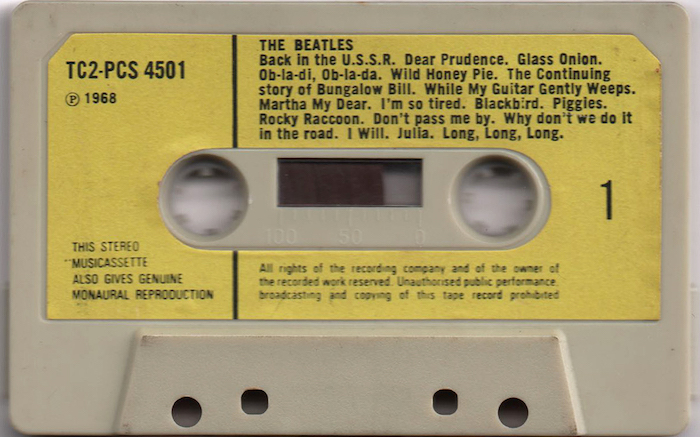 TC2-PCS 4501
℗ 1968
THE BEATLES
Back in the U.S.S.R. Dear Prudence. Glass Onion.
Ob-la-di, Ob-la-da. Wild Honey Pie. The Continuing
story of Bungalow Bill. While My Guitar Gently Weeps.
Martha My Dear. I'm so tired. Blackbird. Piggies.
Rocky Raccoon. Don't pass me by. Why don't we do it
in the road. I Will. Julia. Long, Long, Long.
100 50 0
1
THIS STEREO
MUSICASSETTE
ALSO GIVES GENUINE
MONAURAL REPRODUCTION
All rights of the recording company and of the owner of
the recorded work reserved. Unauthorised public performance,
broadcasting and copying of this tape record prohibited